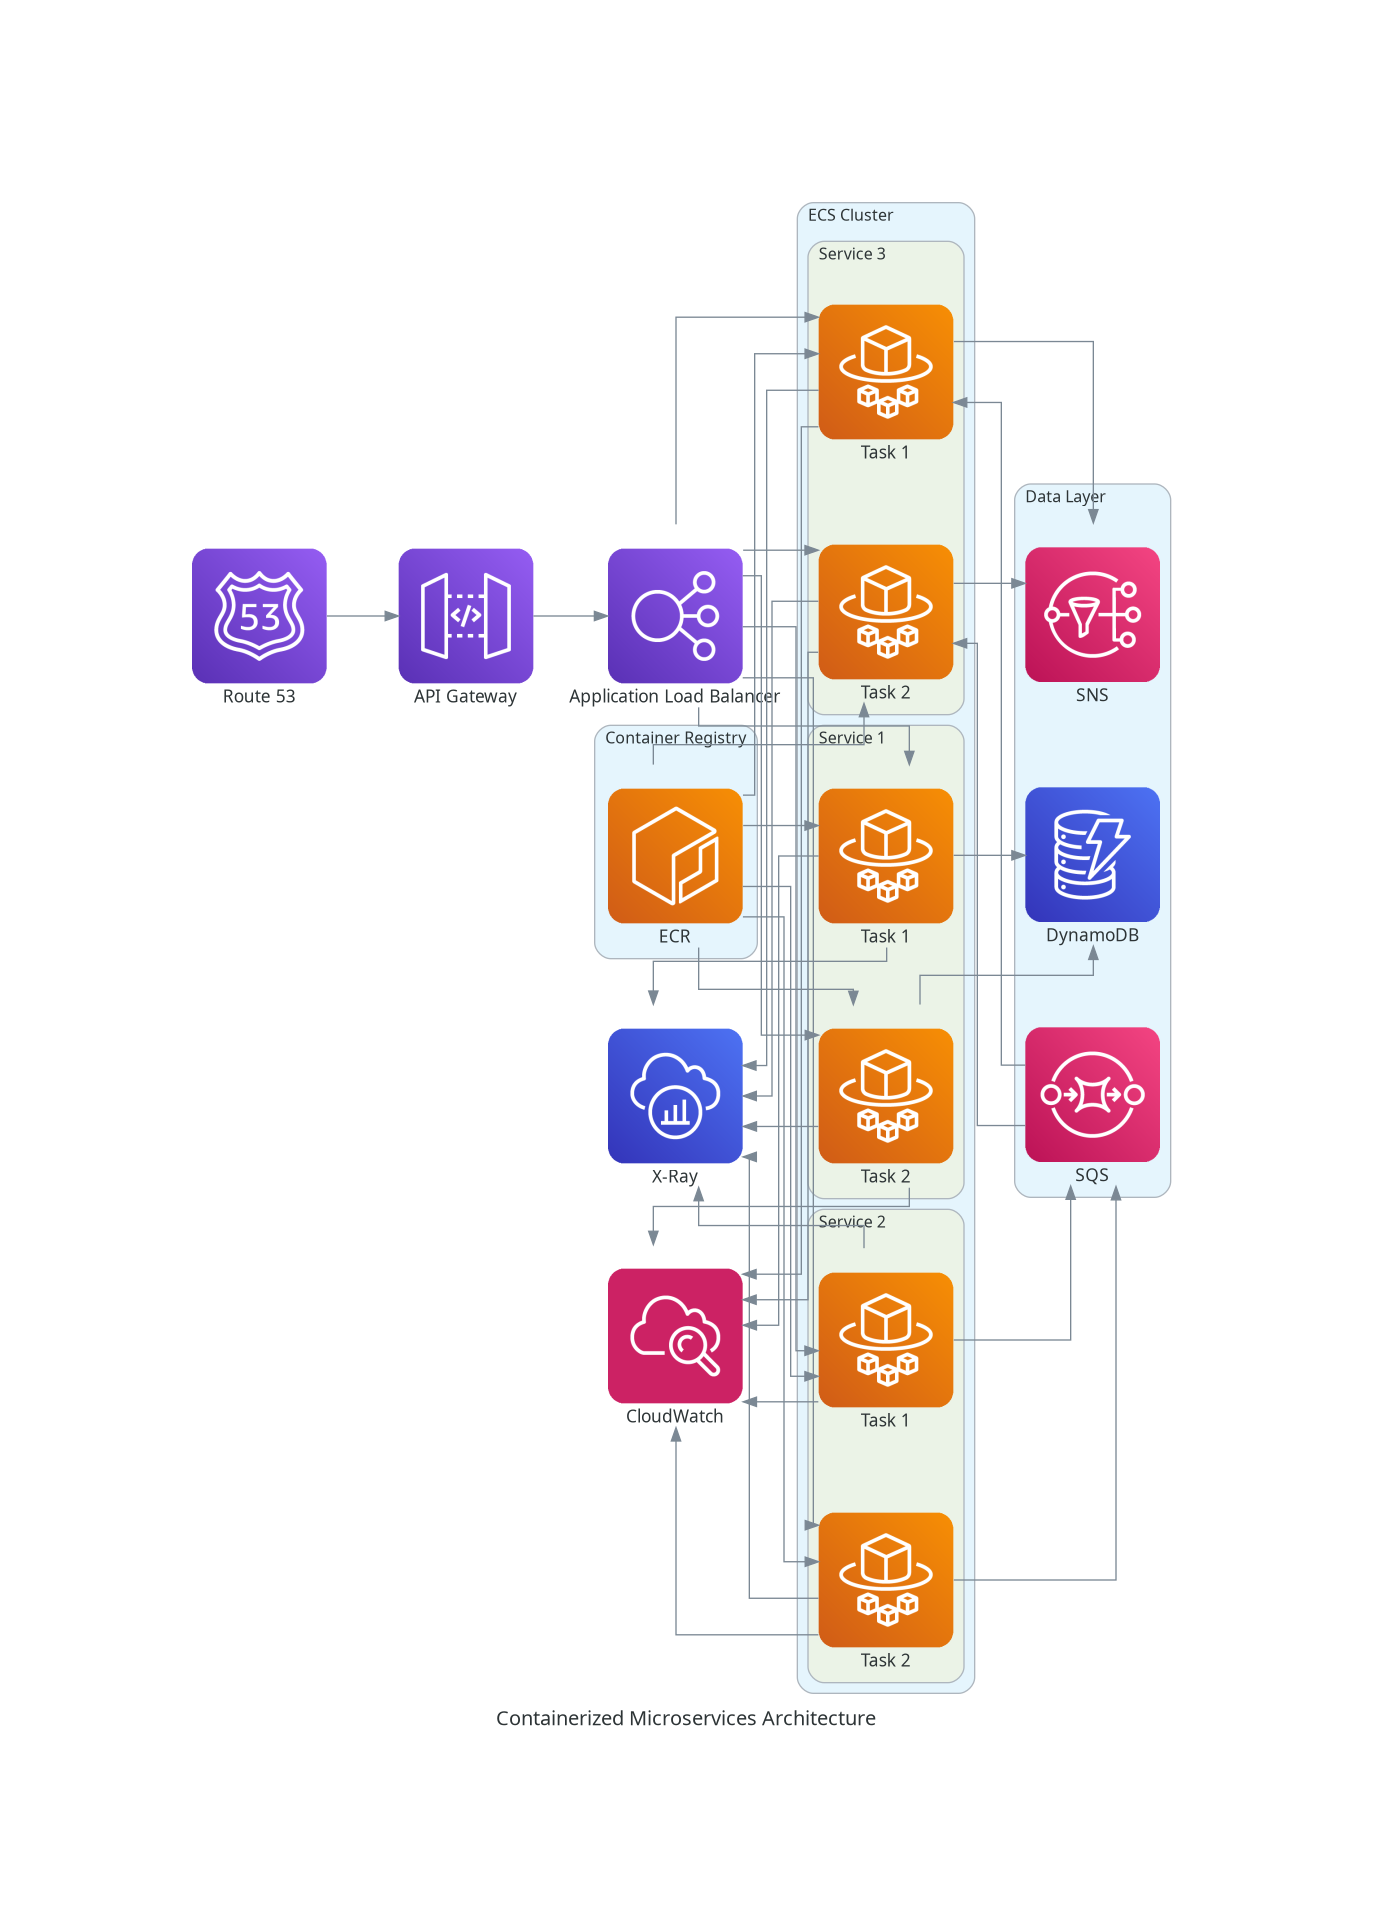 ECS Cluster
Service 3
Task 1
Data Layer
53
Route 53
API Gateway
Application Load Balancer
Task 2
SNS
Container Registry
Service 1
ECR
Task 1
DynamoDB
X-Ray
Task 2
SQS
Service 2
CloudWatch
Task 1
Task 2
Containerized Microservices Architecture